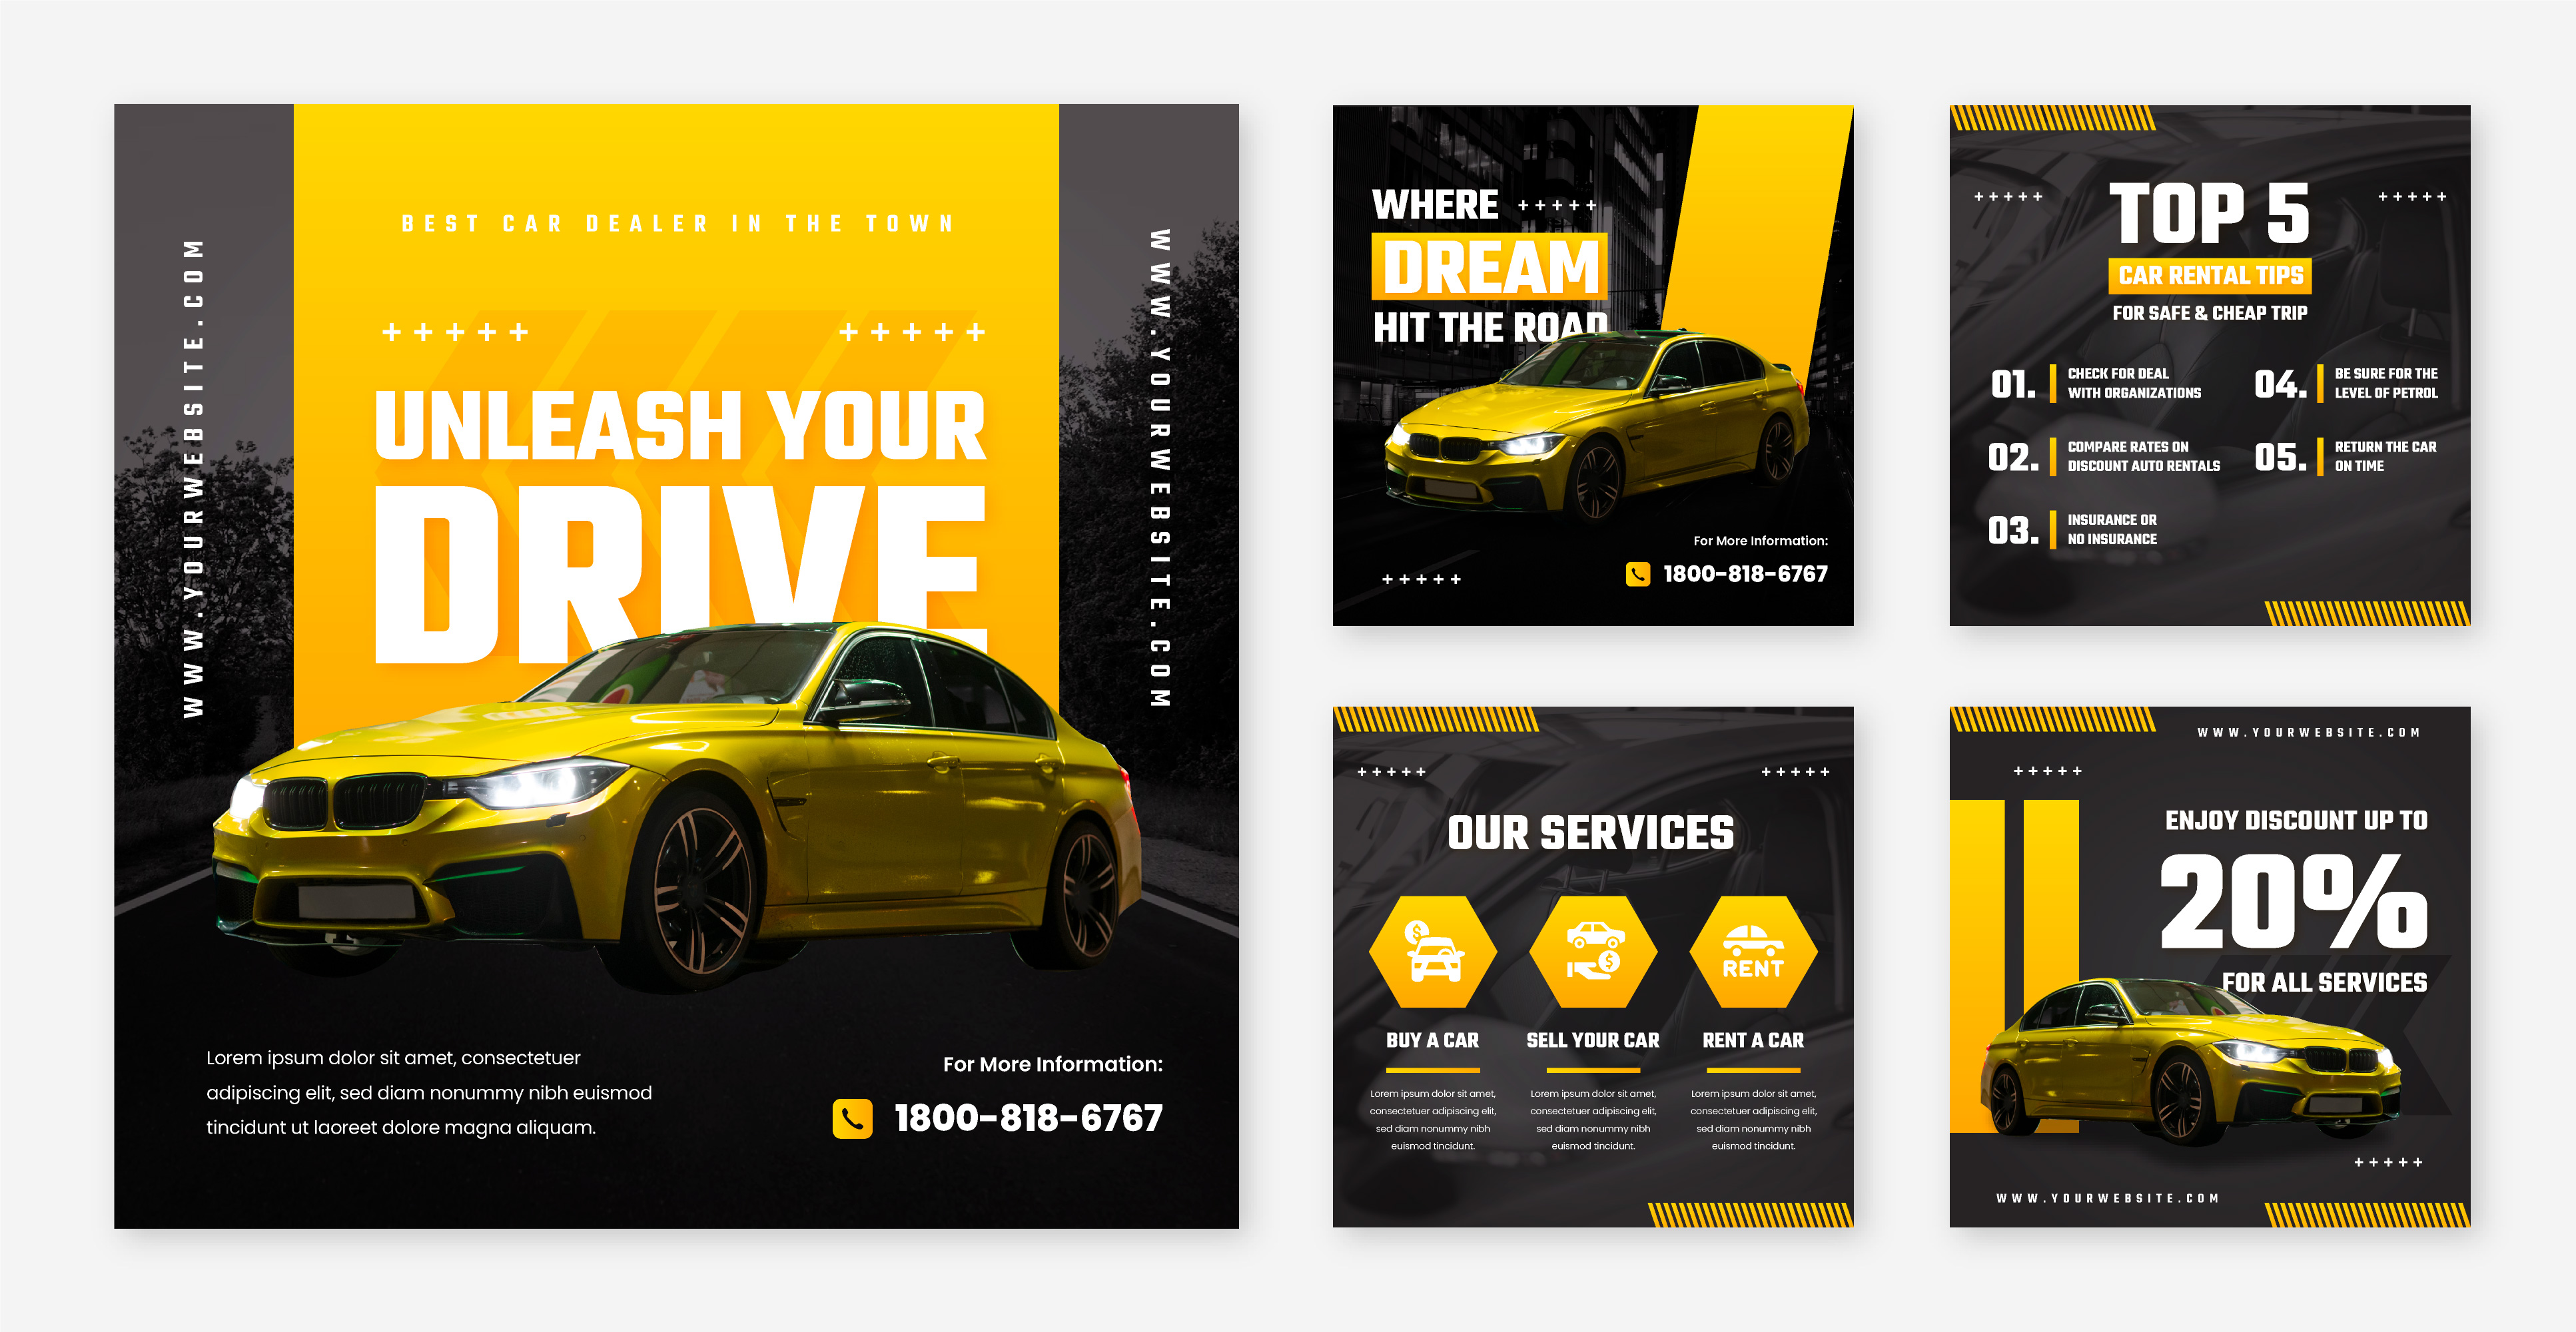 BEST CAR DEALER IN THE TOWN
WWW.YOURWEBSITE.COM
WWW.YOURWEBSITE.COM
+++++ +++++
UNLEASH YOUR
DRIVE
Lorem ipsum dolor sit amet, consectetuer
adipiscing elit, sed diam nonummy nibh euismod
tincidunt ut laoreet dolore magna aliquam.
For More Information:
1800-818-6767
WHERE +++++
DREAM
HIT THE ROAD
For More Information:
1800-818-6767
+++++
+++++ +++++
TOP 5
CAR RENTAL TIPS
FOR SAFE & CHEAP TRIP
01. CHECK FOR DEAL
WITH ORGANIZATIONS
02. COMPARE RATES ON
DISCOUNT AUTO RENTALS
03. INSURANCE OR
NO INSURANCE
04. BE SURE FOR THE
LEVEL OF PETROL
05. RETURN THE CAR
ON TIME
+++++ +++++
OUR SERVICES
RENT
BUY A CAR
Lorem ipsum dolor sit amet,
consectetuer adipiscing elit,
sed diam nonummy nibh
euismod tincidunt.
SELL YOUR CAR
Lorem ipsum dolor sit amet,
consectetuer adipiscing elit,
sed diam nonummy nibh
euismod tincidunt.
RENT A CAR
Lorem ipsum dolor sit amet,
consectetuer adipiscing elit,
sed diam nonummy nibh
euismod tincidunt.
WWW.YOURWEBSITE.COM
+++++
ENJOY DISCOUNT UP TO
20%
FOR ALL SERVICES
+++++
WWW.YOURWEBSITE.COM